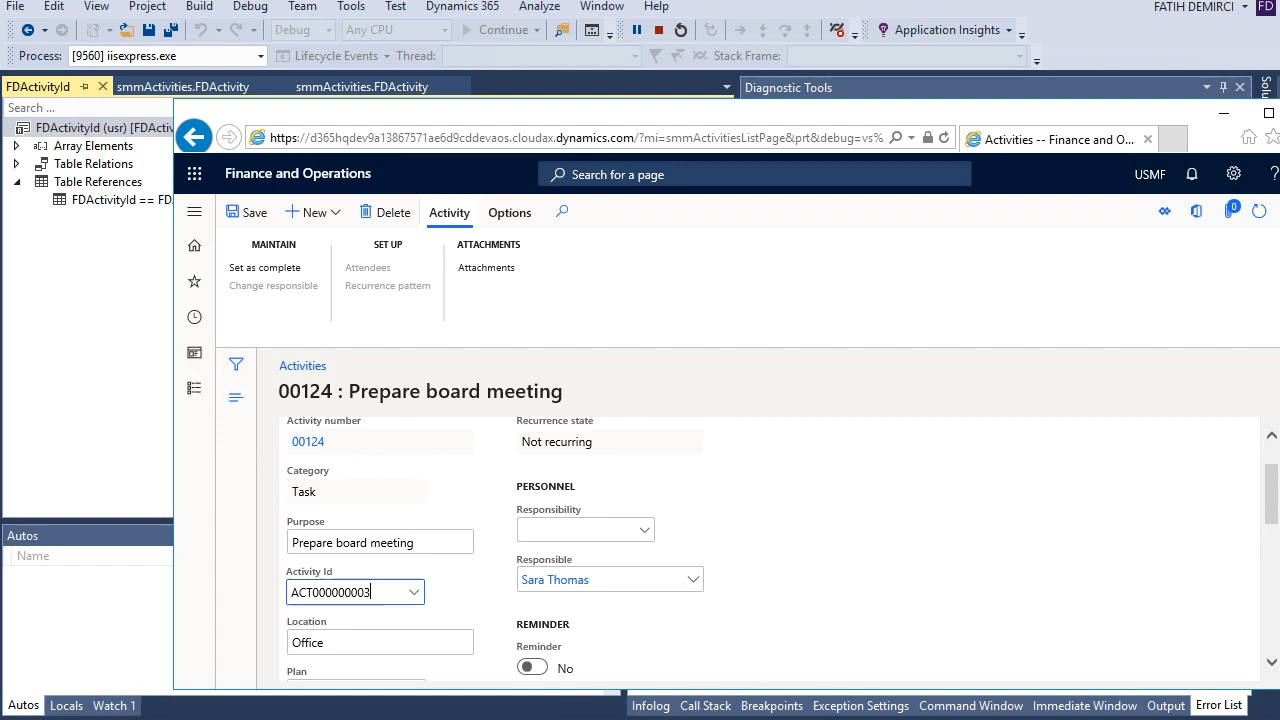 File Edit View Project Build Debug Team Tools Dynamics 365 Analyze Window Help FATIH DEMIRCI FD
Debug Any CPU Continue Application Insights
Process: [9560] iisexpress.exe Lifecycle Events Thread: Stack Frame:
FDActivityId smmActivities.FDActivity smmActivities.FDActivity Diagnostic Tools
Search ...
FDActivityId (usr) [FDActiv
Array Elements
Table Relations
Table References
FDActivityId == FD
https://d365hqdev9a13867571ae6d9cddevaos.cloudax.dynamics.com/?mi=smmActivitiesListPage&prt&debug=vs%
Activities -- Finance and O...
Finance and Operations
Search for a page
USMF
Save New Delete Activity Options
0
MAINTAIN SET UP ATTACHMENTS
Set as complete Attendees Attachments
Change responsible Recurrence pattern
Activities
00124 : Prepare board meeting
Activity number Recurrence state
00124 Not recurring
Category
Task
PERSONNEL
Responsibility
Purpose
Prepare board meeting
Activity Id Responsible
ACT000000003 Sara Thomas
Location REMINDER
Office Reminder
No
Plan
Autos
Name
Autos Locals Watch 1 Infolog Call Stack Breakpoints Exception Settings Command Window Immediate Window Output Error List